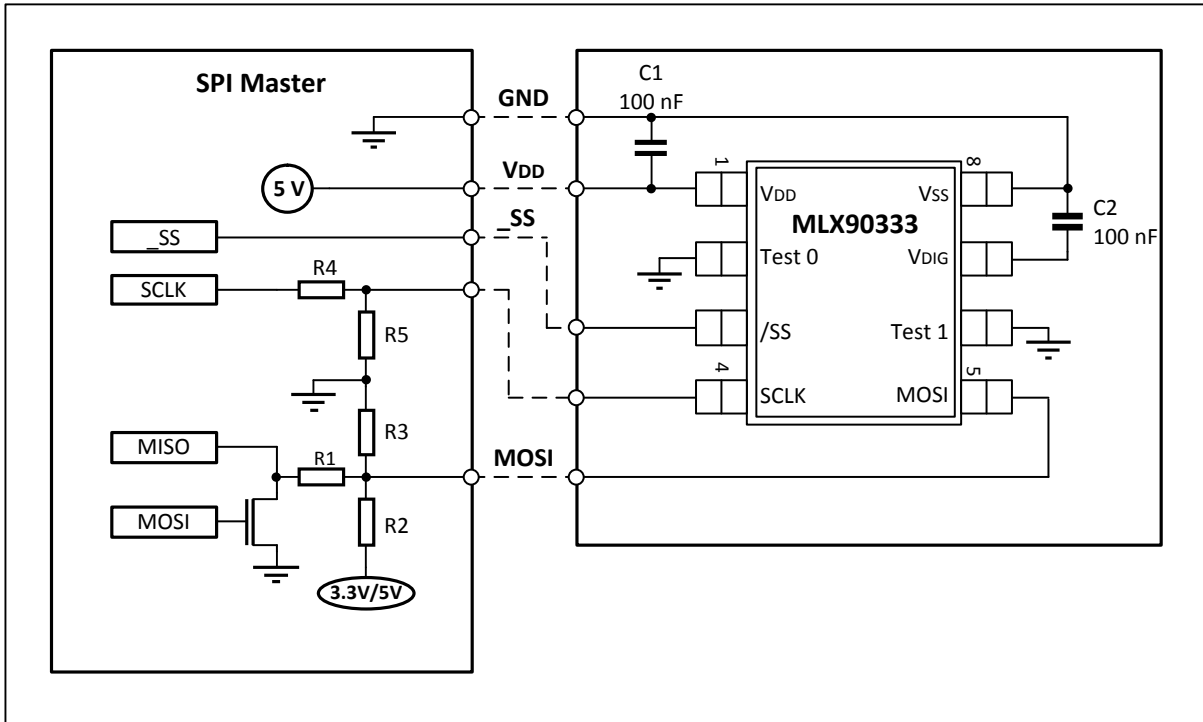 SPI Master
GND
5 V
VDD
_SS
_SS
SCLK
R4
R5
R3
MISO
R1
MOSI
MOSI
R2
3.3V/5V
C1
100 nF
1
8
VDD
VSS
MLX90333
C2
100 nF
Test 0
VDIG
/SS
Test 1
4
5
SCLK
MOSI